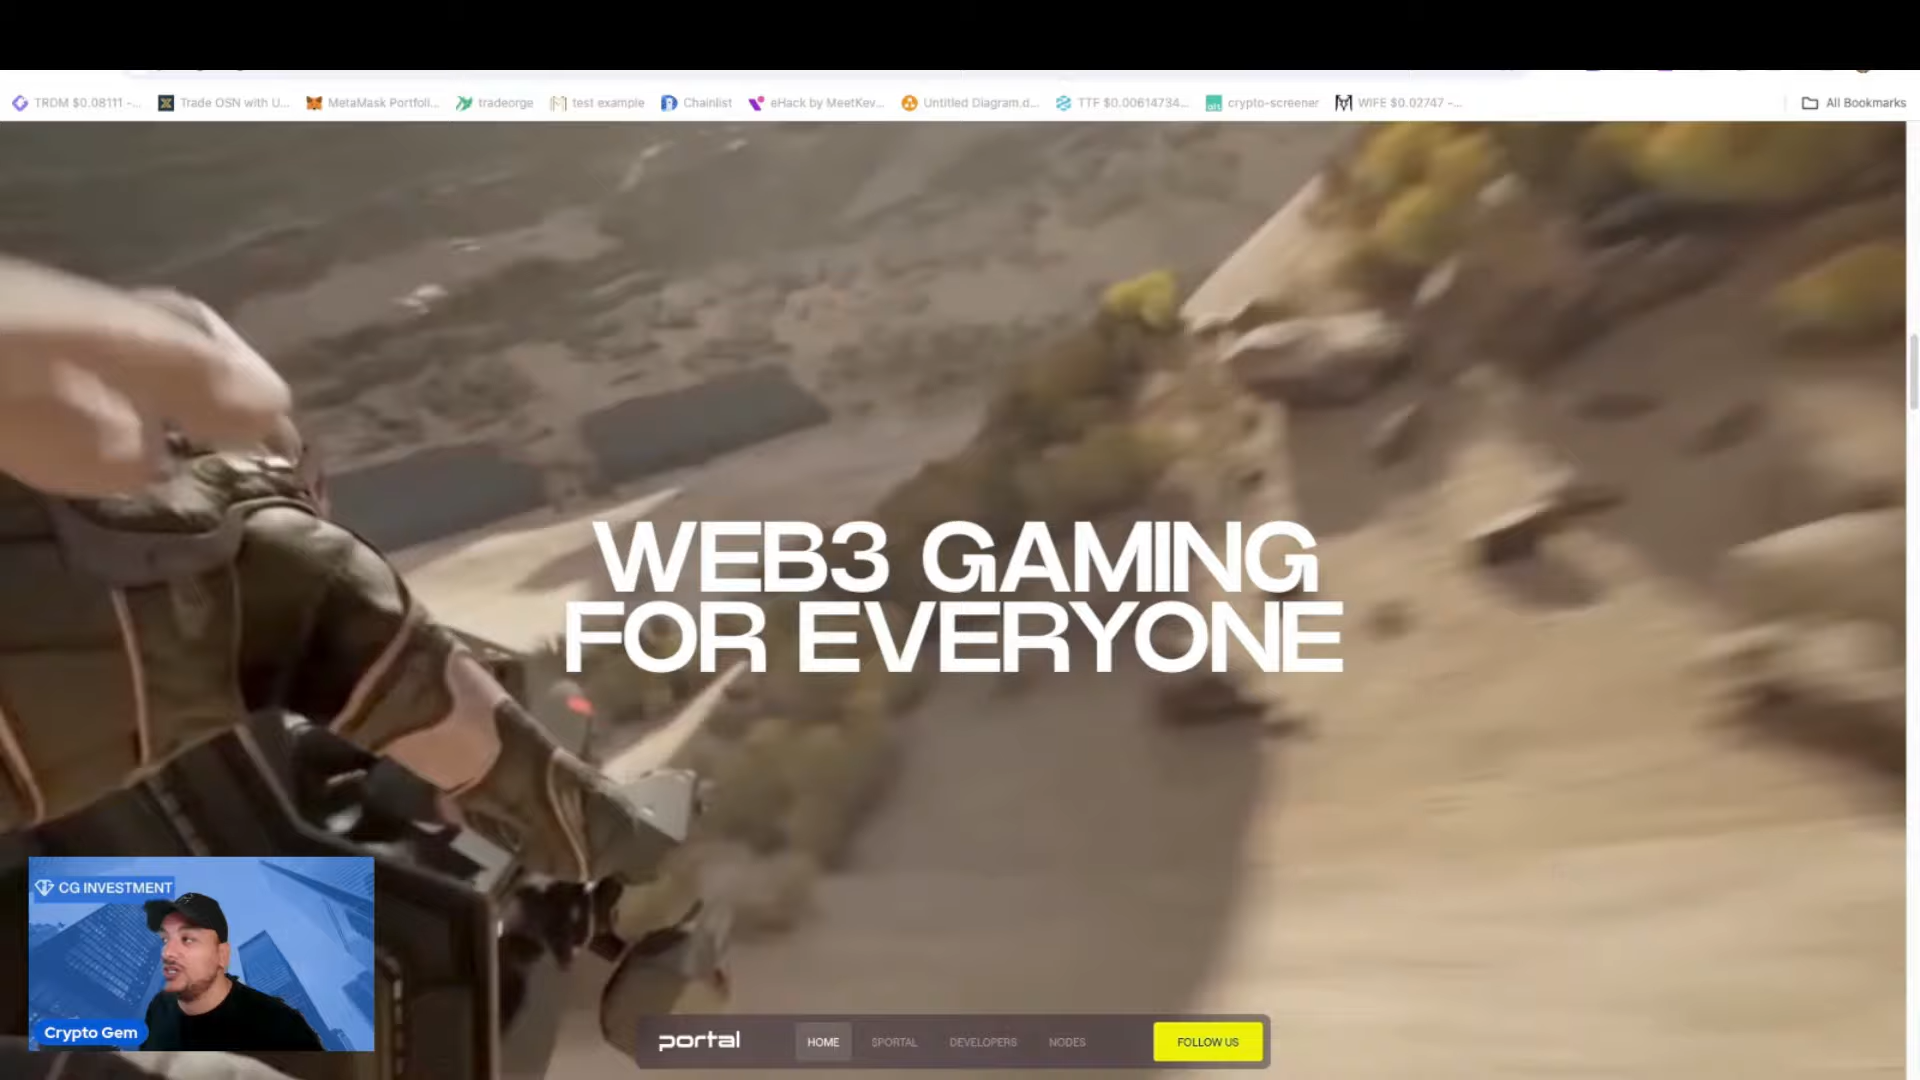 TRDM $0.08111 -...
Trade OSN with U...
MetaMask Portfoli...
tradeorge
test example
Chainlist
eHack by MeetKev...
Untitled Diagram.d...
TTF $0.00614734...
alt
crypto-screener
WIFE $0.02747 -...
All Bookmarks
WEB3 GAMING
FOR EVERYONE
CG INVESTMENT
Crypto Gem
portal
HOME
SPORTAL
DEVELOPERS
NODES
FOLLOW US